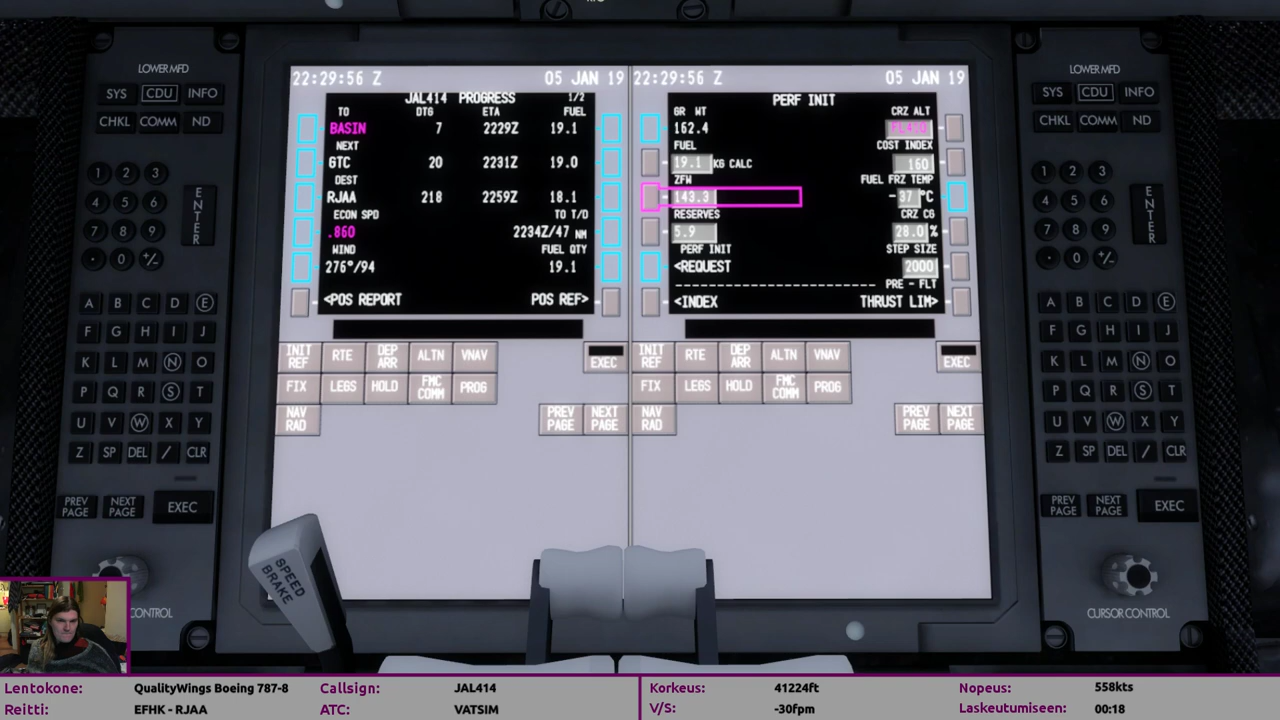 LOWER MFD
SYS CDU INFO
CHKL COMM ND
1 2 3
4 5 6
7 8 9
. 0 +/-
ENTER
A B C D E
F G H I J
K L M N O
P Q R S T
U V W X Y
Z SP DEL / CLR
PREV PAGE NEXT PAGE EXEC
CONTROL
22:29:56 Z 05 JAN 19
JAL414 PROGRESS 1/2
TO DTG ETA FUEL
BASIN 7 2229Z 19.1
NEXT
GTC 20 2231Z 19.0
DEST
RJAA 218 2259Z 18.1
ECON SPD TO T/D
.860 2234Z/47 NM
WIND FUEL QTY
276°/94 19.1
<POS REPORT POS REF>
INIT REF RTE DEP ARR ALTN VNAV EXEC
FIX LEGS HOLD FMC COMM PROG
NAV RAD PREV PAGE NEXT PAGE
22:29:56 Z 05 JAN 19
PERF INIT
GR WT CRZ ALT
162.4 FL410
FUEL COST INDEX
19.1 KG CALC 160
ZFW FUEL FRZ TEMP
143.3 -37 °C
RESERVES CRZ CG
5.9 28.0%
PERF INIT STEP SIZE
<REQUEST 2000
------------------------ PRE - FLT
<INDEX THRUST LIM>
INIT REF RTE DEP ARR ALTN VNAV EXEC
FIX LEGS HOLD FMC COMM PROG
NAV RAD PREV PAGE NEXT PAGE
LOWER MFD
SYS CDU INFO
CHKL COMM ND
1 2 3
4 5 6
7 8 9
. 0 +/-
ENTER
A B C D E
F G H I J
K L M N O
P Q R S T
U V W X Y
Z SP DEL / CLR
PREV PAGE NEXT PAGE EXEC
CURSOR CONTROL
SPEED
BRAKE
Lentokone: QualityWings Boeing 787-8 Callsign: JAL414 Korkeus: 41224ft Nopeus: 558kts
Reitti: EFHK - RJAA ATC: VATSIM V/S: -30fpm Laskeutumiseen: 00:18